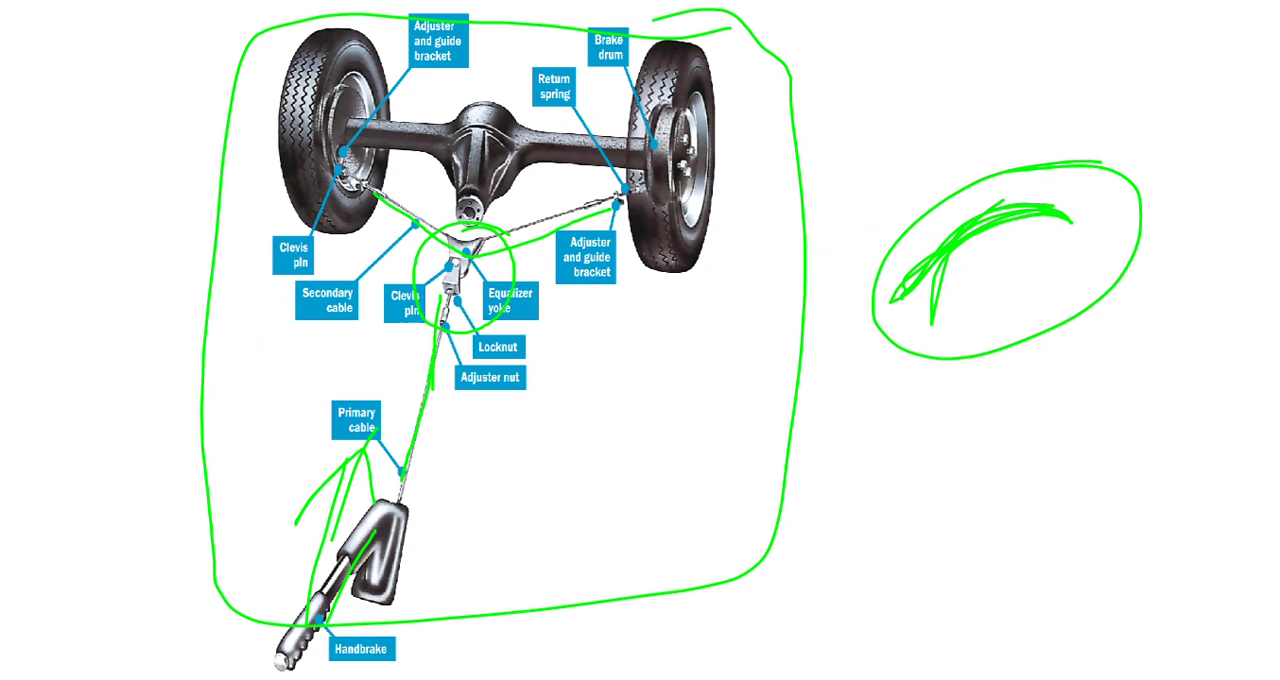 Adjuster
and guide
bracket
Brake
drum
Return
spring
Clevis
pin
Secondary
cable
Clevis
pin
Equalizer
yoke
Adjuster
and guide
bracket
Locknut
Adjuster nut
Primary
cable
Handbrake